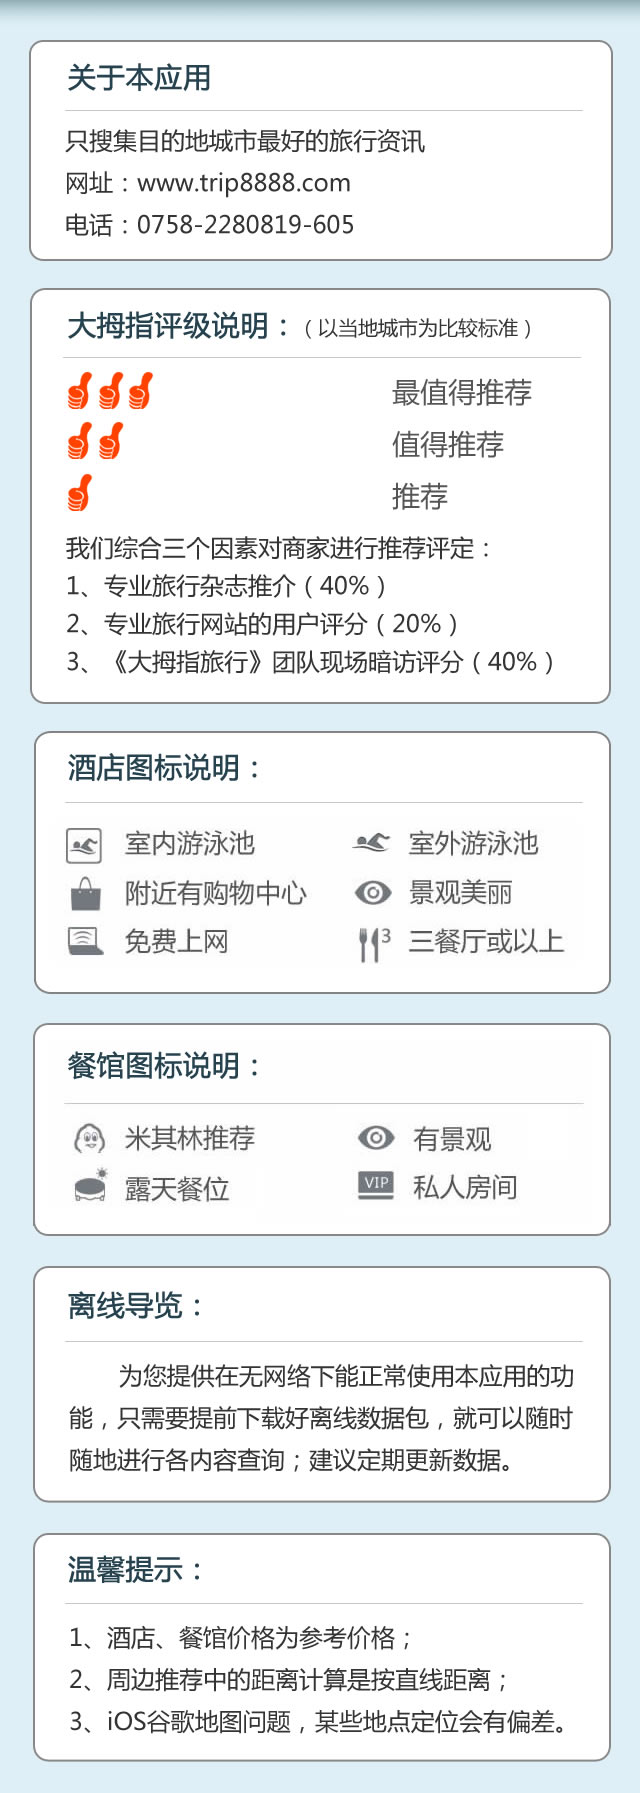 关于本应用
只搜集目的地城市最好的旅行资讯
网址：www.trip8888.com
电话：0758-2280819-605
大拇指评级说明：（以当地城市为比较标准）
最值得推荐
值得推荐
推荐
我们综合三个因素对商家进行推荐评定：
1、专业旅行杂志推介（40%）
2、专业旅行网站的用户评分（20%）
3、《大拇指旅行》团队现场暗访评分（40%）
酒店图标说明：
室内游泳池 室外游泳池
附近有购物中心 景观美丽
免费上网 3 三餐厅或以上
餐馆图标说明：
米其林推荐 有景观
露天餐位 VIP 私人房间
离线导览：
为您提供在无网络下能正常使用本应用的功
能，只需要提前下载好离线数据包，就可以随时
随地进行各内容查询；建议定期更新数据。
温馨提示：
1、酒店、餐馆价格为参考价格；
2、周边推荐中的距离计算是按直线距离；
3、iOS谷歌地图问题，某些地点定位会有偏差。